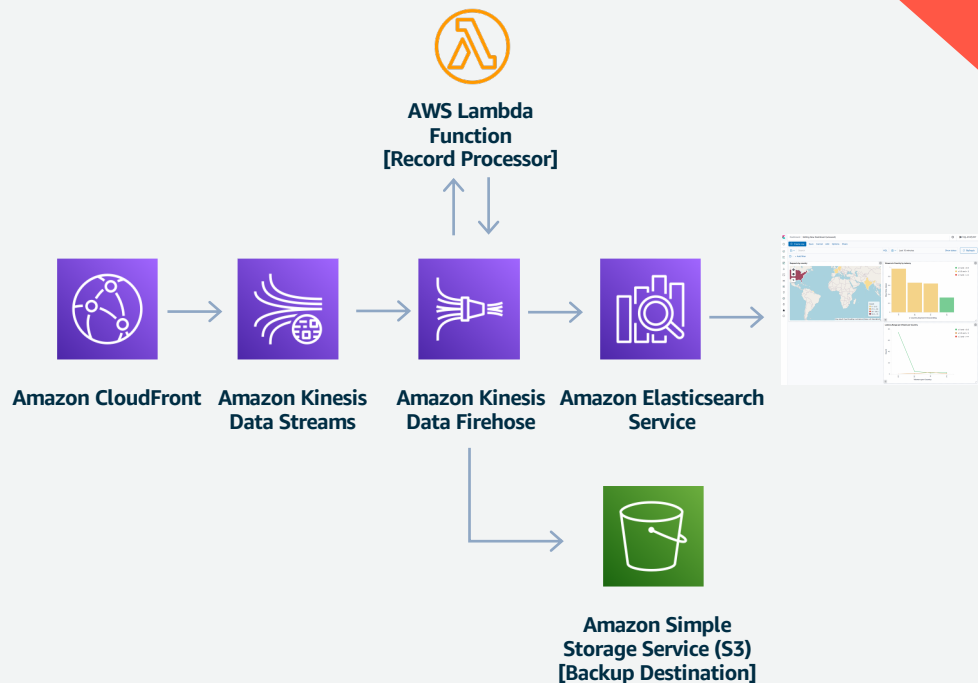 AWS Lambda
Function
[Record Processor]
Amazon CloudFront
Amazon Kinesis
Data Streams
Amazon Kinesis
Data Firehose
Amazon Elasticsearch
Service
Amazon Simple
Storage Service (S3)
[Backup Destination]